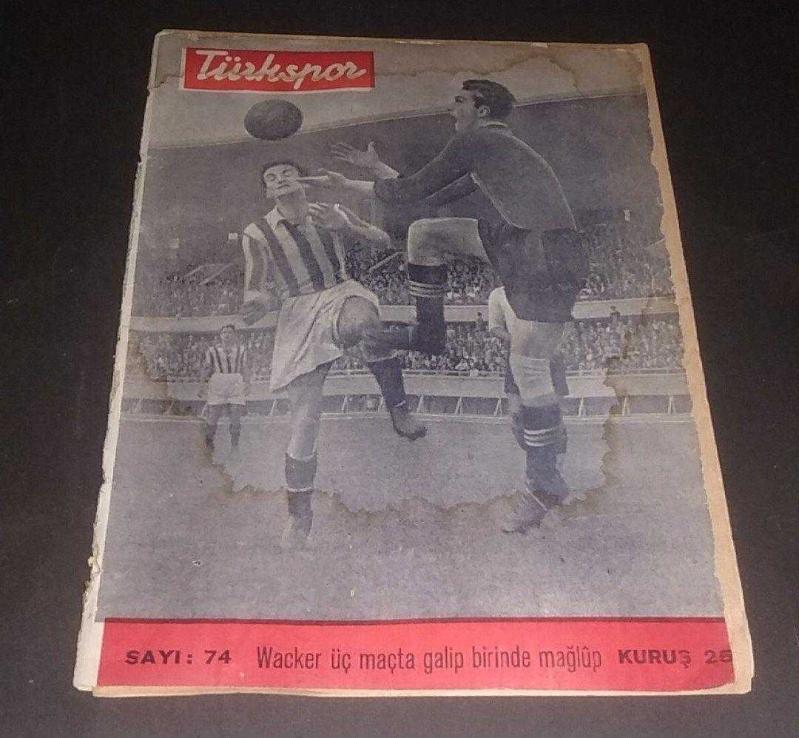 Türkspor
SAYI: 74 Wacker üç maçta galip birinde mağlûp KURUŞ 25